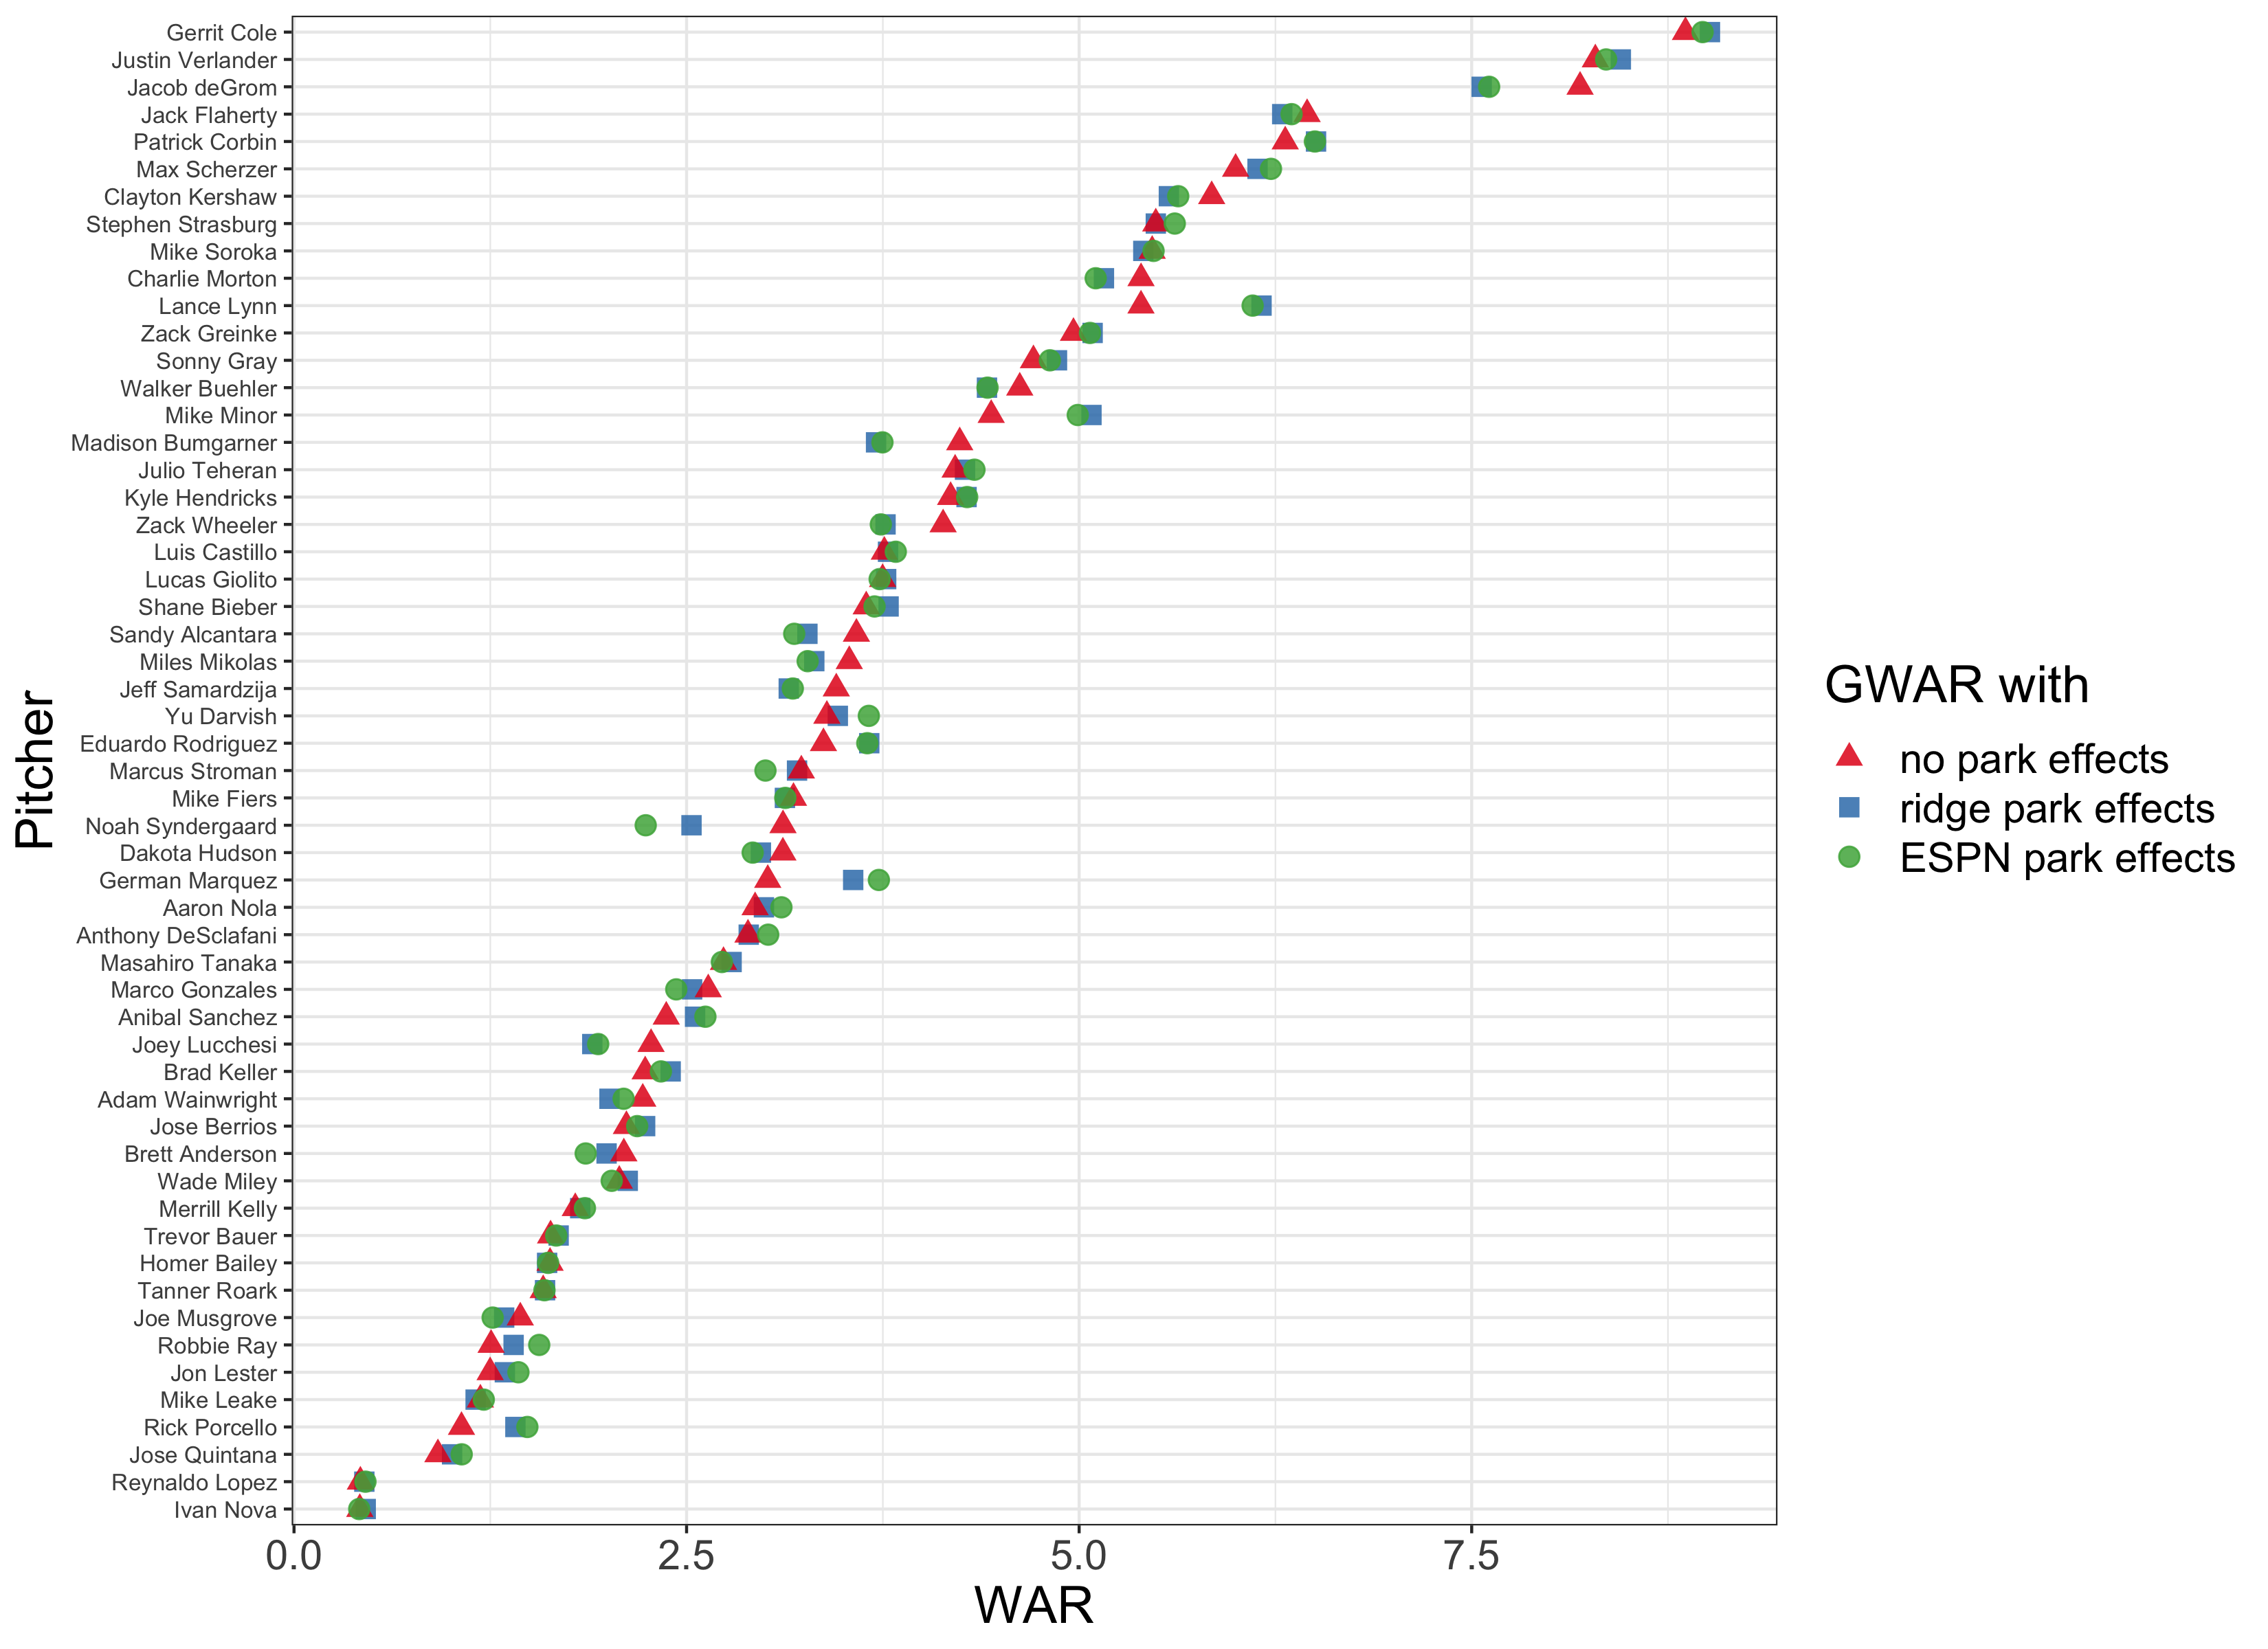 Gerrit Cole
Justin Verlander
Jacob deGrom
Jack Flaherty
Patrick Corbin
Max Scherzer
Clayton Kershaw
Stephen Strasburg
Mike Soroka
Charlie Morton
Lance Lynn
Zack Greinke
Sonny Gray
Walker Buehler
Mike Minor
Madison Bumgarner
Julio Teheran
Kyle Hendricks
Zack Wheeler
Luis Castillo
Lucas Giolito
Shane Bieber
Sandy Alcantara
Miles Mikolas
Jeff Samardzija
Yu Darvish
Eduardo Rodriguez
Marcus Stroman
Mike Fiers
Noah Syndergaard
Dakota Hudson
German Marquez
Aaron Nola
Anthony DeSclafani
Masahiro Tanaka
Marco Gonzales
Anibal Sanchez
Joey Lucchesi
Brad Keller
Adam Wainwright
Jose Berrios
Brett Anderson
Wade Miley
Merrill Kelly
Trevor Bauer
Homer Bailey
Tanner Roark
Joe Musgrove
Robbie Ray
Jon Lester
Mike Leake
Rick Porcello
Jose Quintana
Reynaldo Lopez
Ivan Nova
Pitcher
0.0 2.5 5.0 7.5
WAR
GWAR with
no park effects
ridge park effects
ESPN park effects